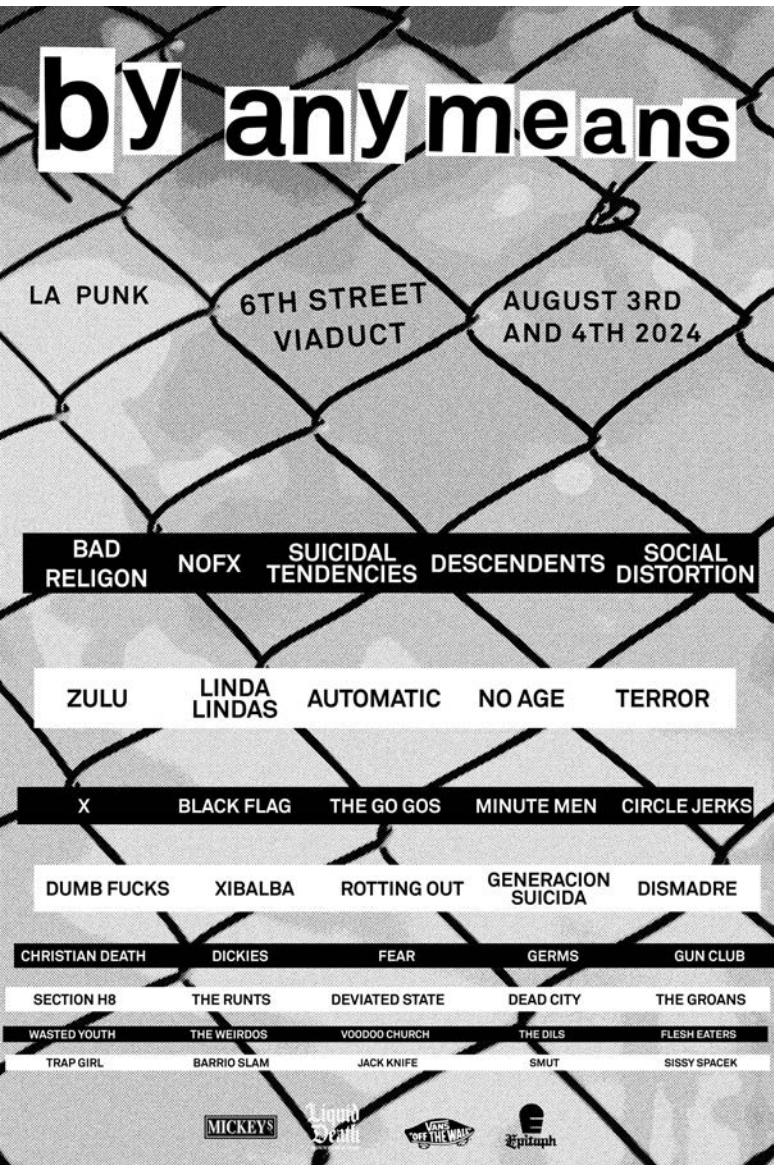 by any means
LA PUNK
6TH STREET
VIADUCT
AUGUST 3RD
AND 4TH 2024
BAD
RELIGON
NOFX
SUICIDAL
TENDENCIES
DESCENDENTS
SOCIAL
DISTORTION
ZULU
LINDA
LINDAS
AUTOMATIC
NO AGE
TERROR
X
BLACK FLAG
THE GO GOS
MINUTE MEN
CIRCLE JERKS
DUMB FUCKS
XIBALBA
ROTTING OUT
GENERACION
SUICIDA
DISMADRE
CHRISTIAN DEATH
DICKIES
FEAR
GERMS
GUN CLUB
SECTION H8
THE RUNTS
DEVIATED STATE
DEAD CITY
THE GROANS
WASTED YOUTH
THE WEIRDOS
VOODOO CHURCH
THE DILS
FLESH EATERS
TRAP GIRL
BARRIO SLAM
JACK KNIFE
SMUT
SISSY SPACEK
MICKEYS
Liquid
Death
VANS
"OFF THE WALL"
Epitaph